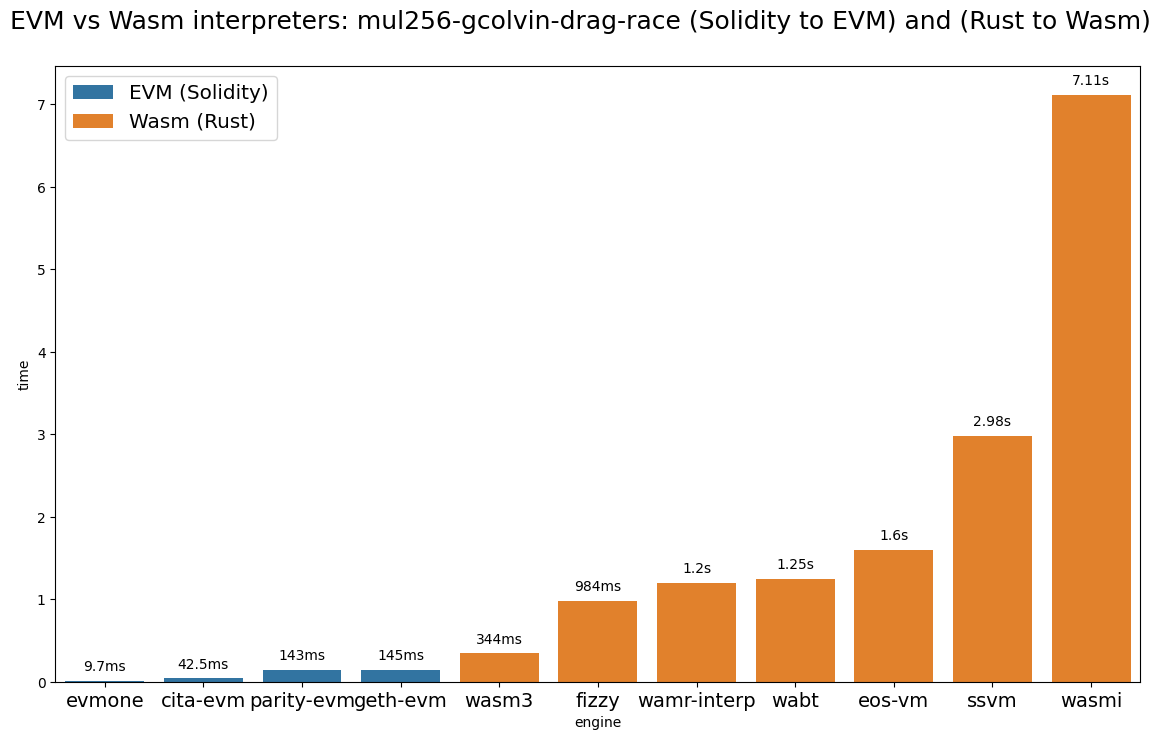 EVM vs Wasm interpreters: mul256-gcolvin-drag-race (Solidity to EVM) and (Rust to Wasm)
EVM (Solidity)
Wasm (Rust)
7.11s
2.98s
1.6s
1.25s
1.2s
984ms
344ms
145ms
143ms
42.5ms
9.7ms
7
6
5
4
3
2
1
0
time
evmone cita-evm parity-evm geth-evm wasm3 fizzy wamr-interp wabt eos-vm ssvm wasmi
engine